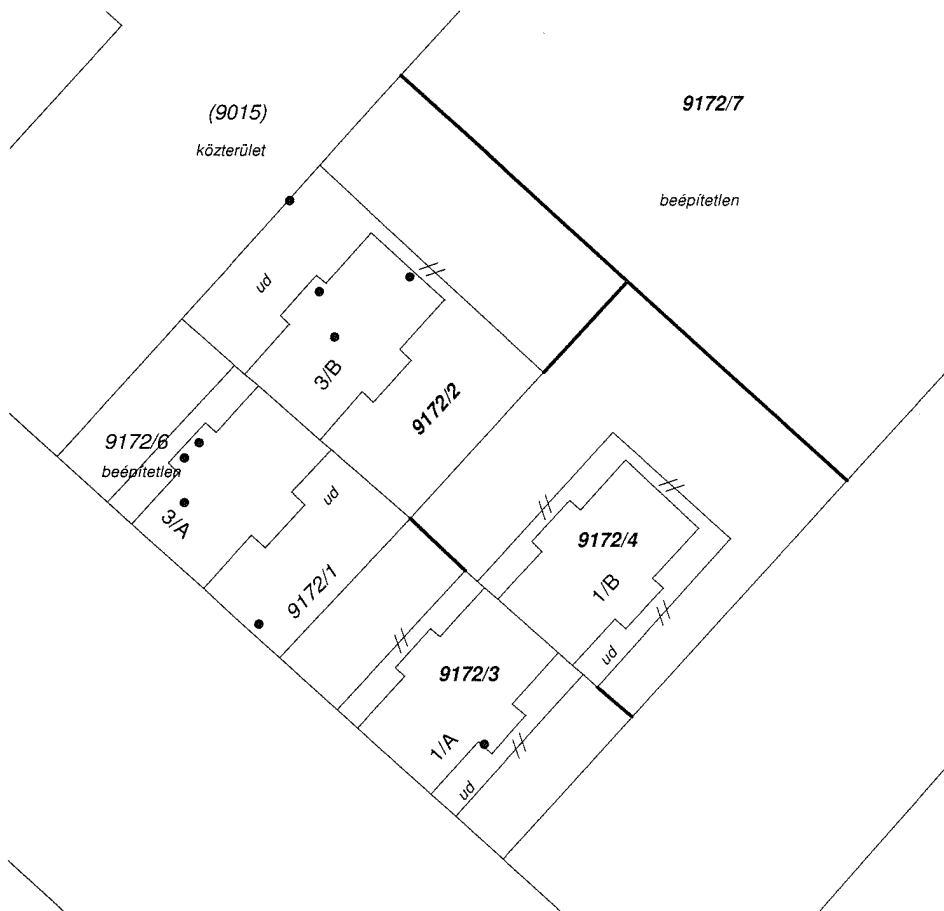 9172/7
(9015)
közterület
beépítetlen
ud
3/B
9172/2
9172/6
beépítetlen
ud
3/A
9172/4
9172/1
1/B
ud
9172/3
1/A
ud